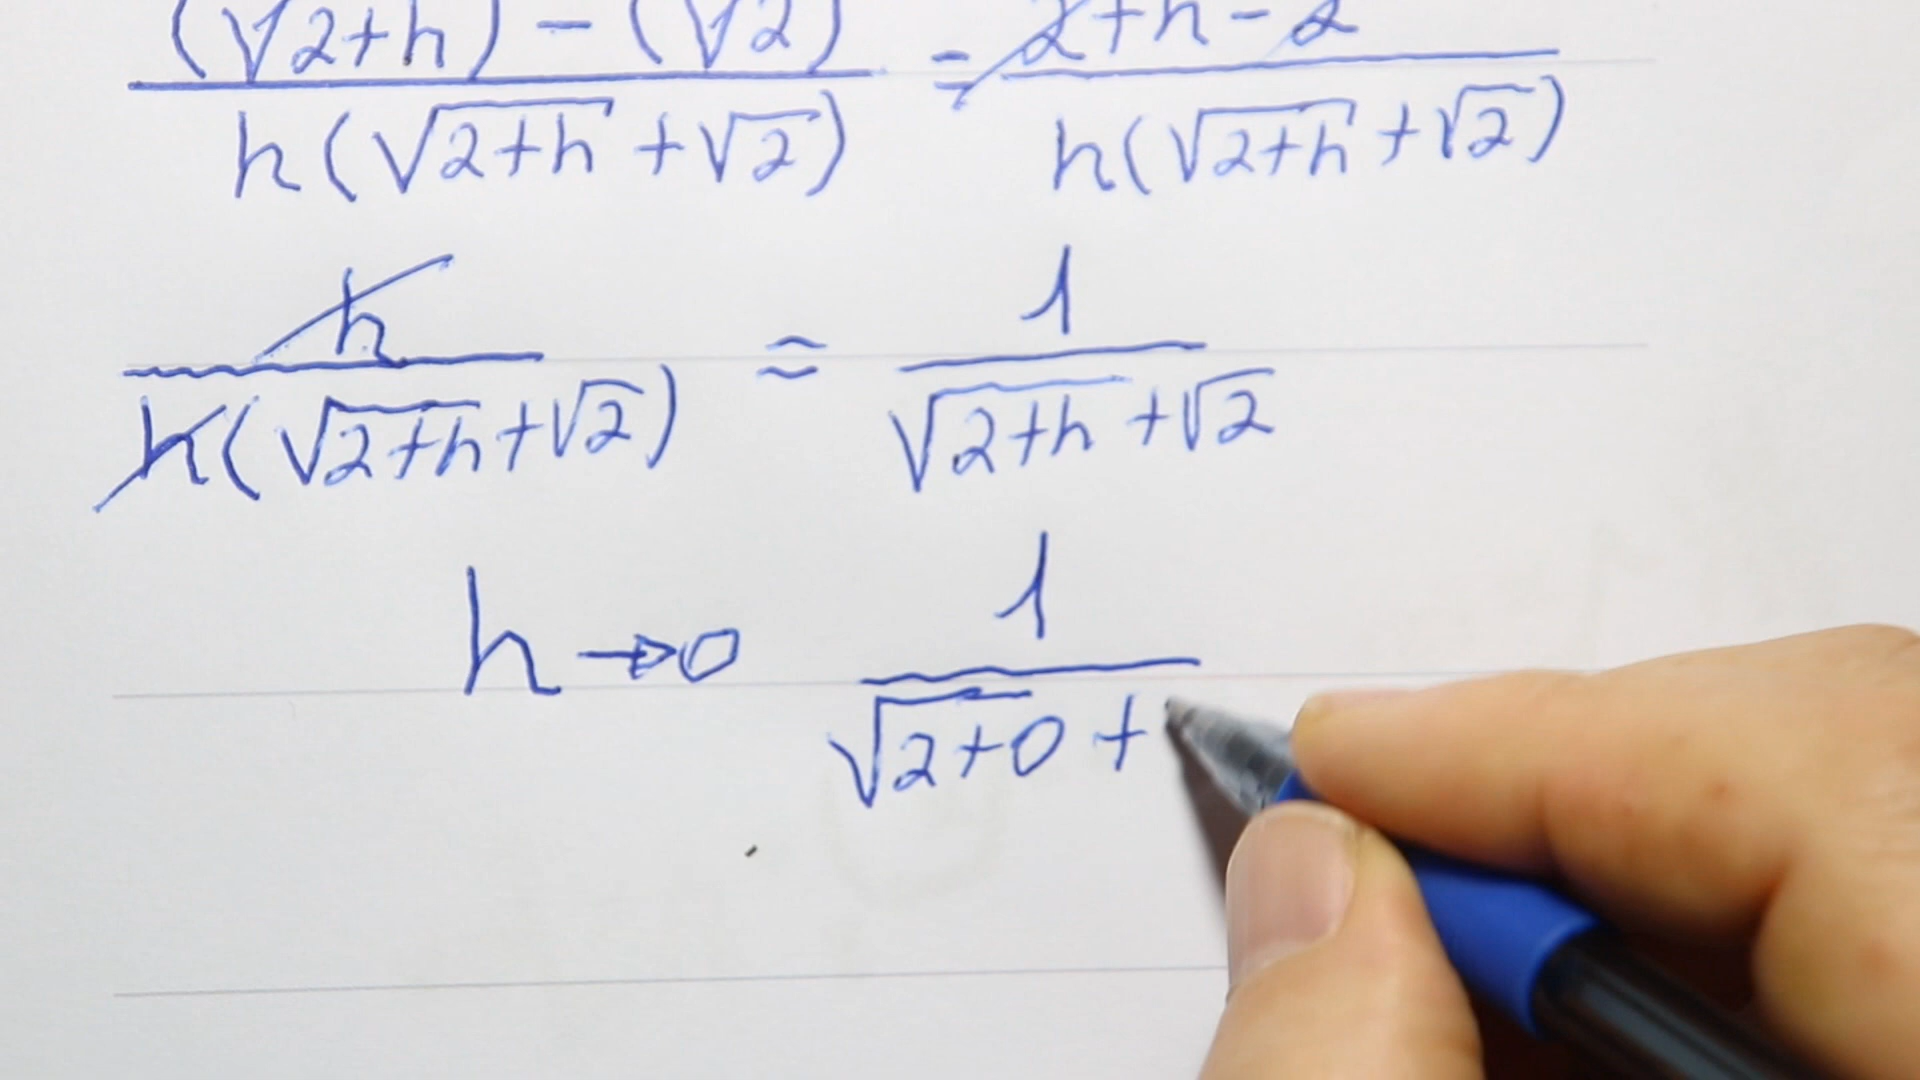 (√2+h) - (√2) / h(√2+h + √2) = 2+h-2 / h(√2+h + √2)
h / h(√2+h + √2) = 1 / √2+h + √2
h → 0 1 / √2+0 +